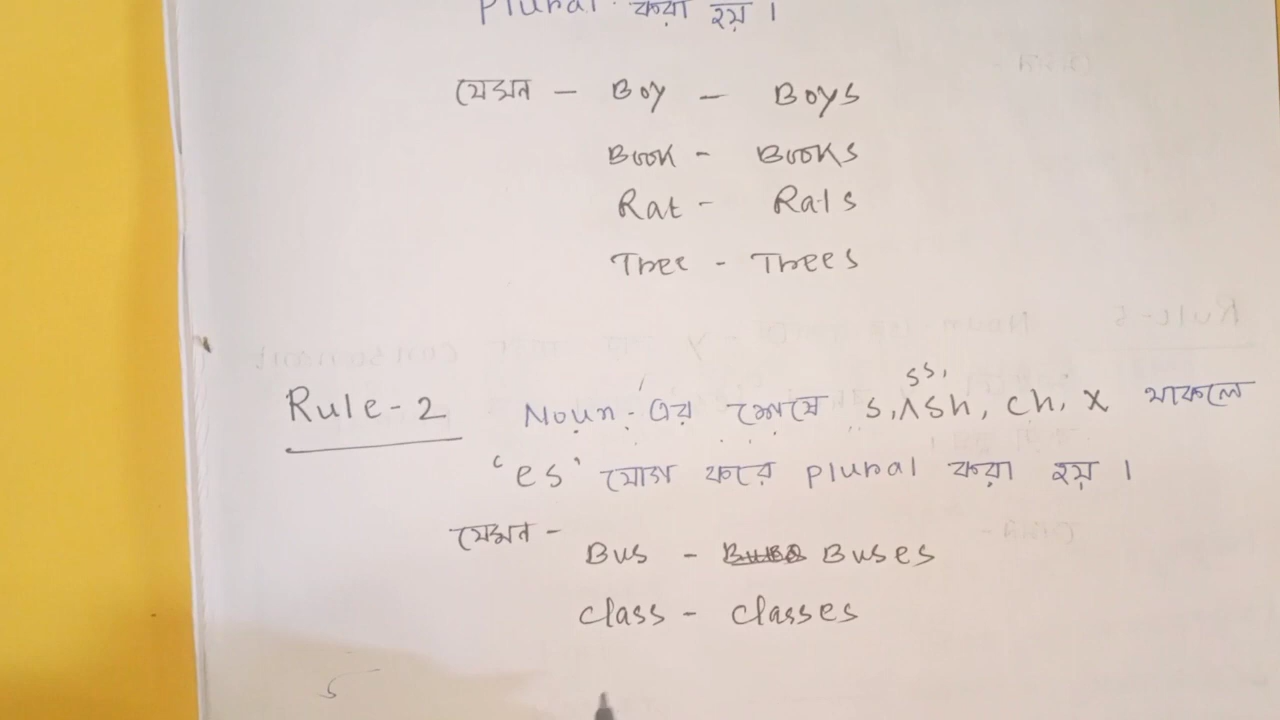 Plural করা হয় ।
যেমন - Boy - Boys
Book - Books
Rat - Rats
Tree - Trees
Rule-2 Noun-এর শেষে s, ss, sh, ch, x থাকলে
'es' যোগ করে plural করা হয় ।
যেমন -
Bus - Buses
class - classes